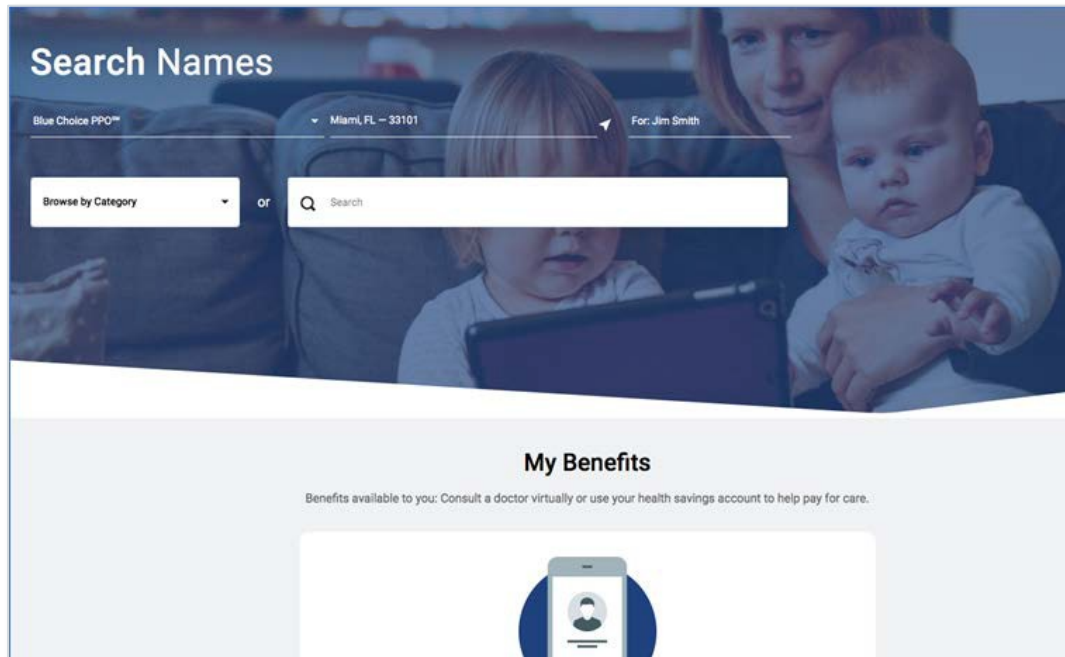 Search Names
Blue Choice PPO℠ Miami, FL — 33101 For: Jim Smith
Browse by Category or Search
My Benefits
Benefits available to you: Consult a doctor virtually or use your health savings account to help pay for care.